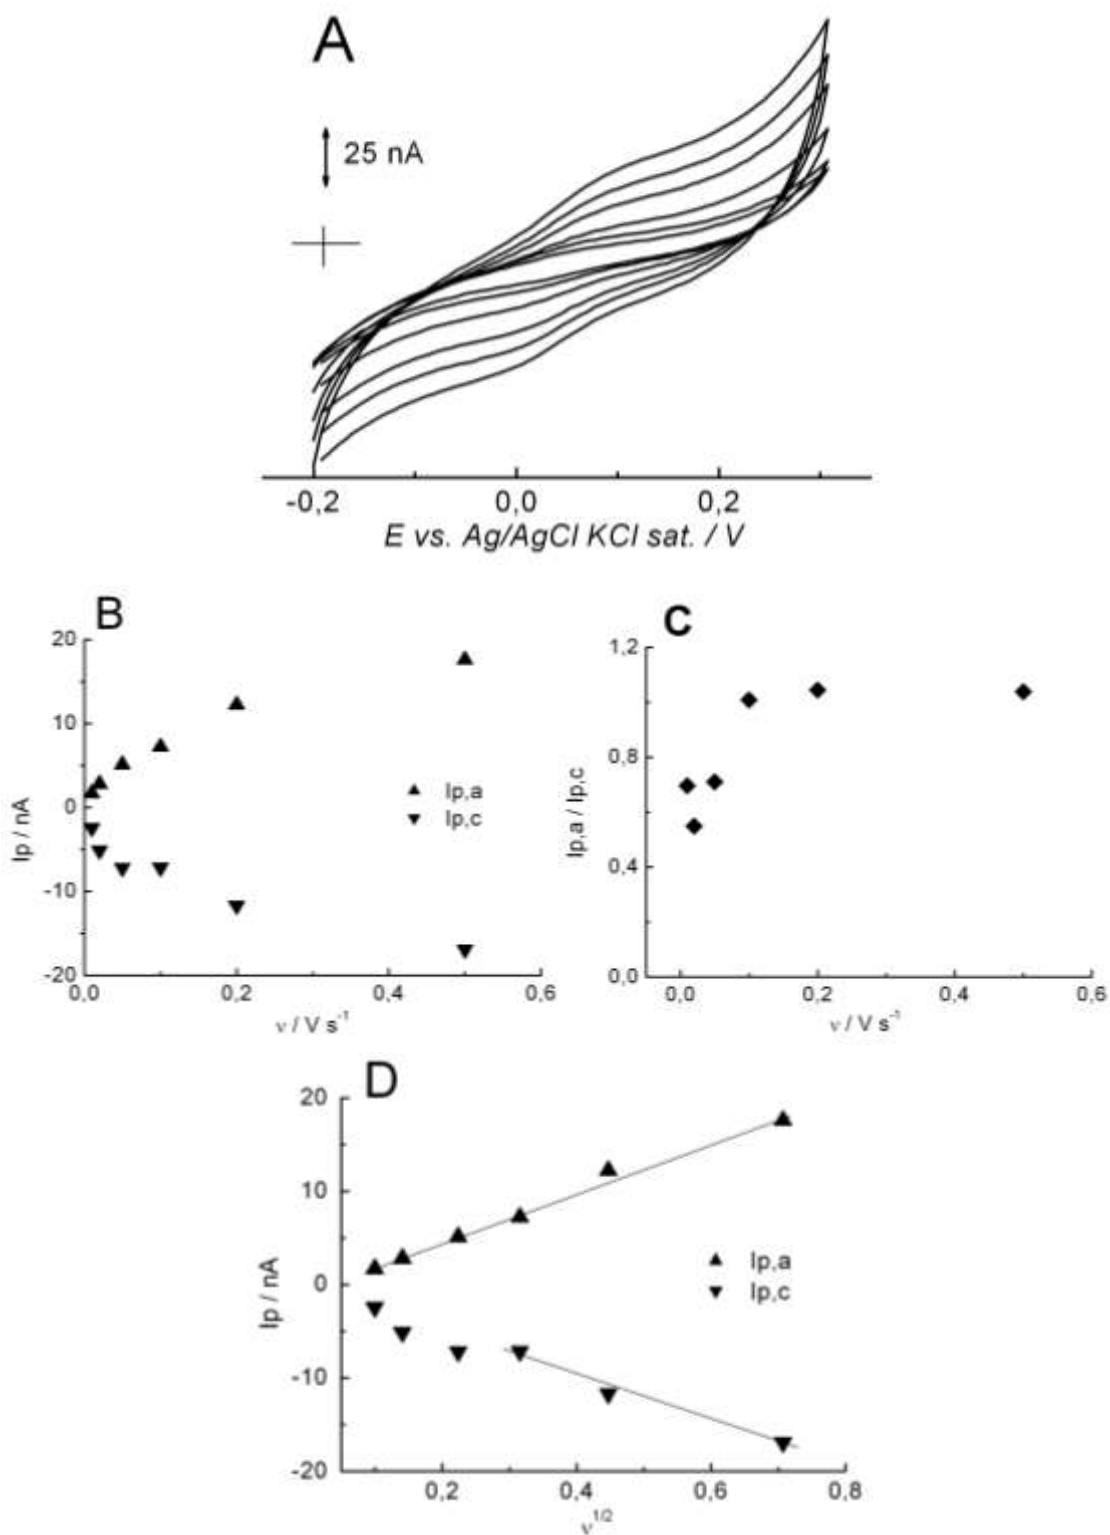 A
25 nA
-0,2 0,0 0,2
E vs. Ag/AgCl KCl sat. / V
B
20
10
0
-10
-20
Ip / nA
Ip,a
Ip,c
0,0 0,2 0,4 0,6
ν / V s⁻¹
C
1,2
0,8
0,4
0,0
Ip,a / Ip,c
0,0 0,2 0,4 0,6
ν / V s⁻¹
D
20
10
0
-10
-20
Ip / nA
Ip,a
Ip,c
0,2 0,4 0,6 0,8
ν¹ᐟ²